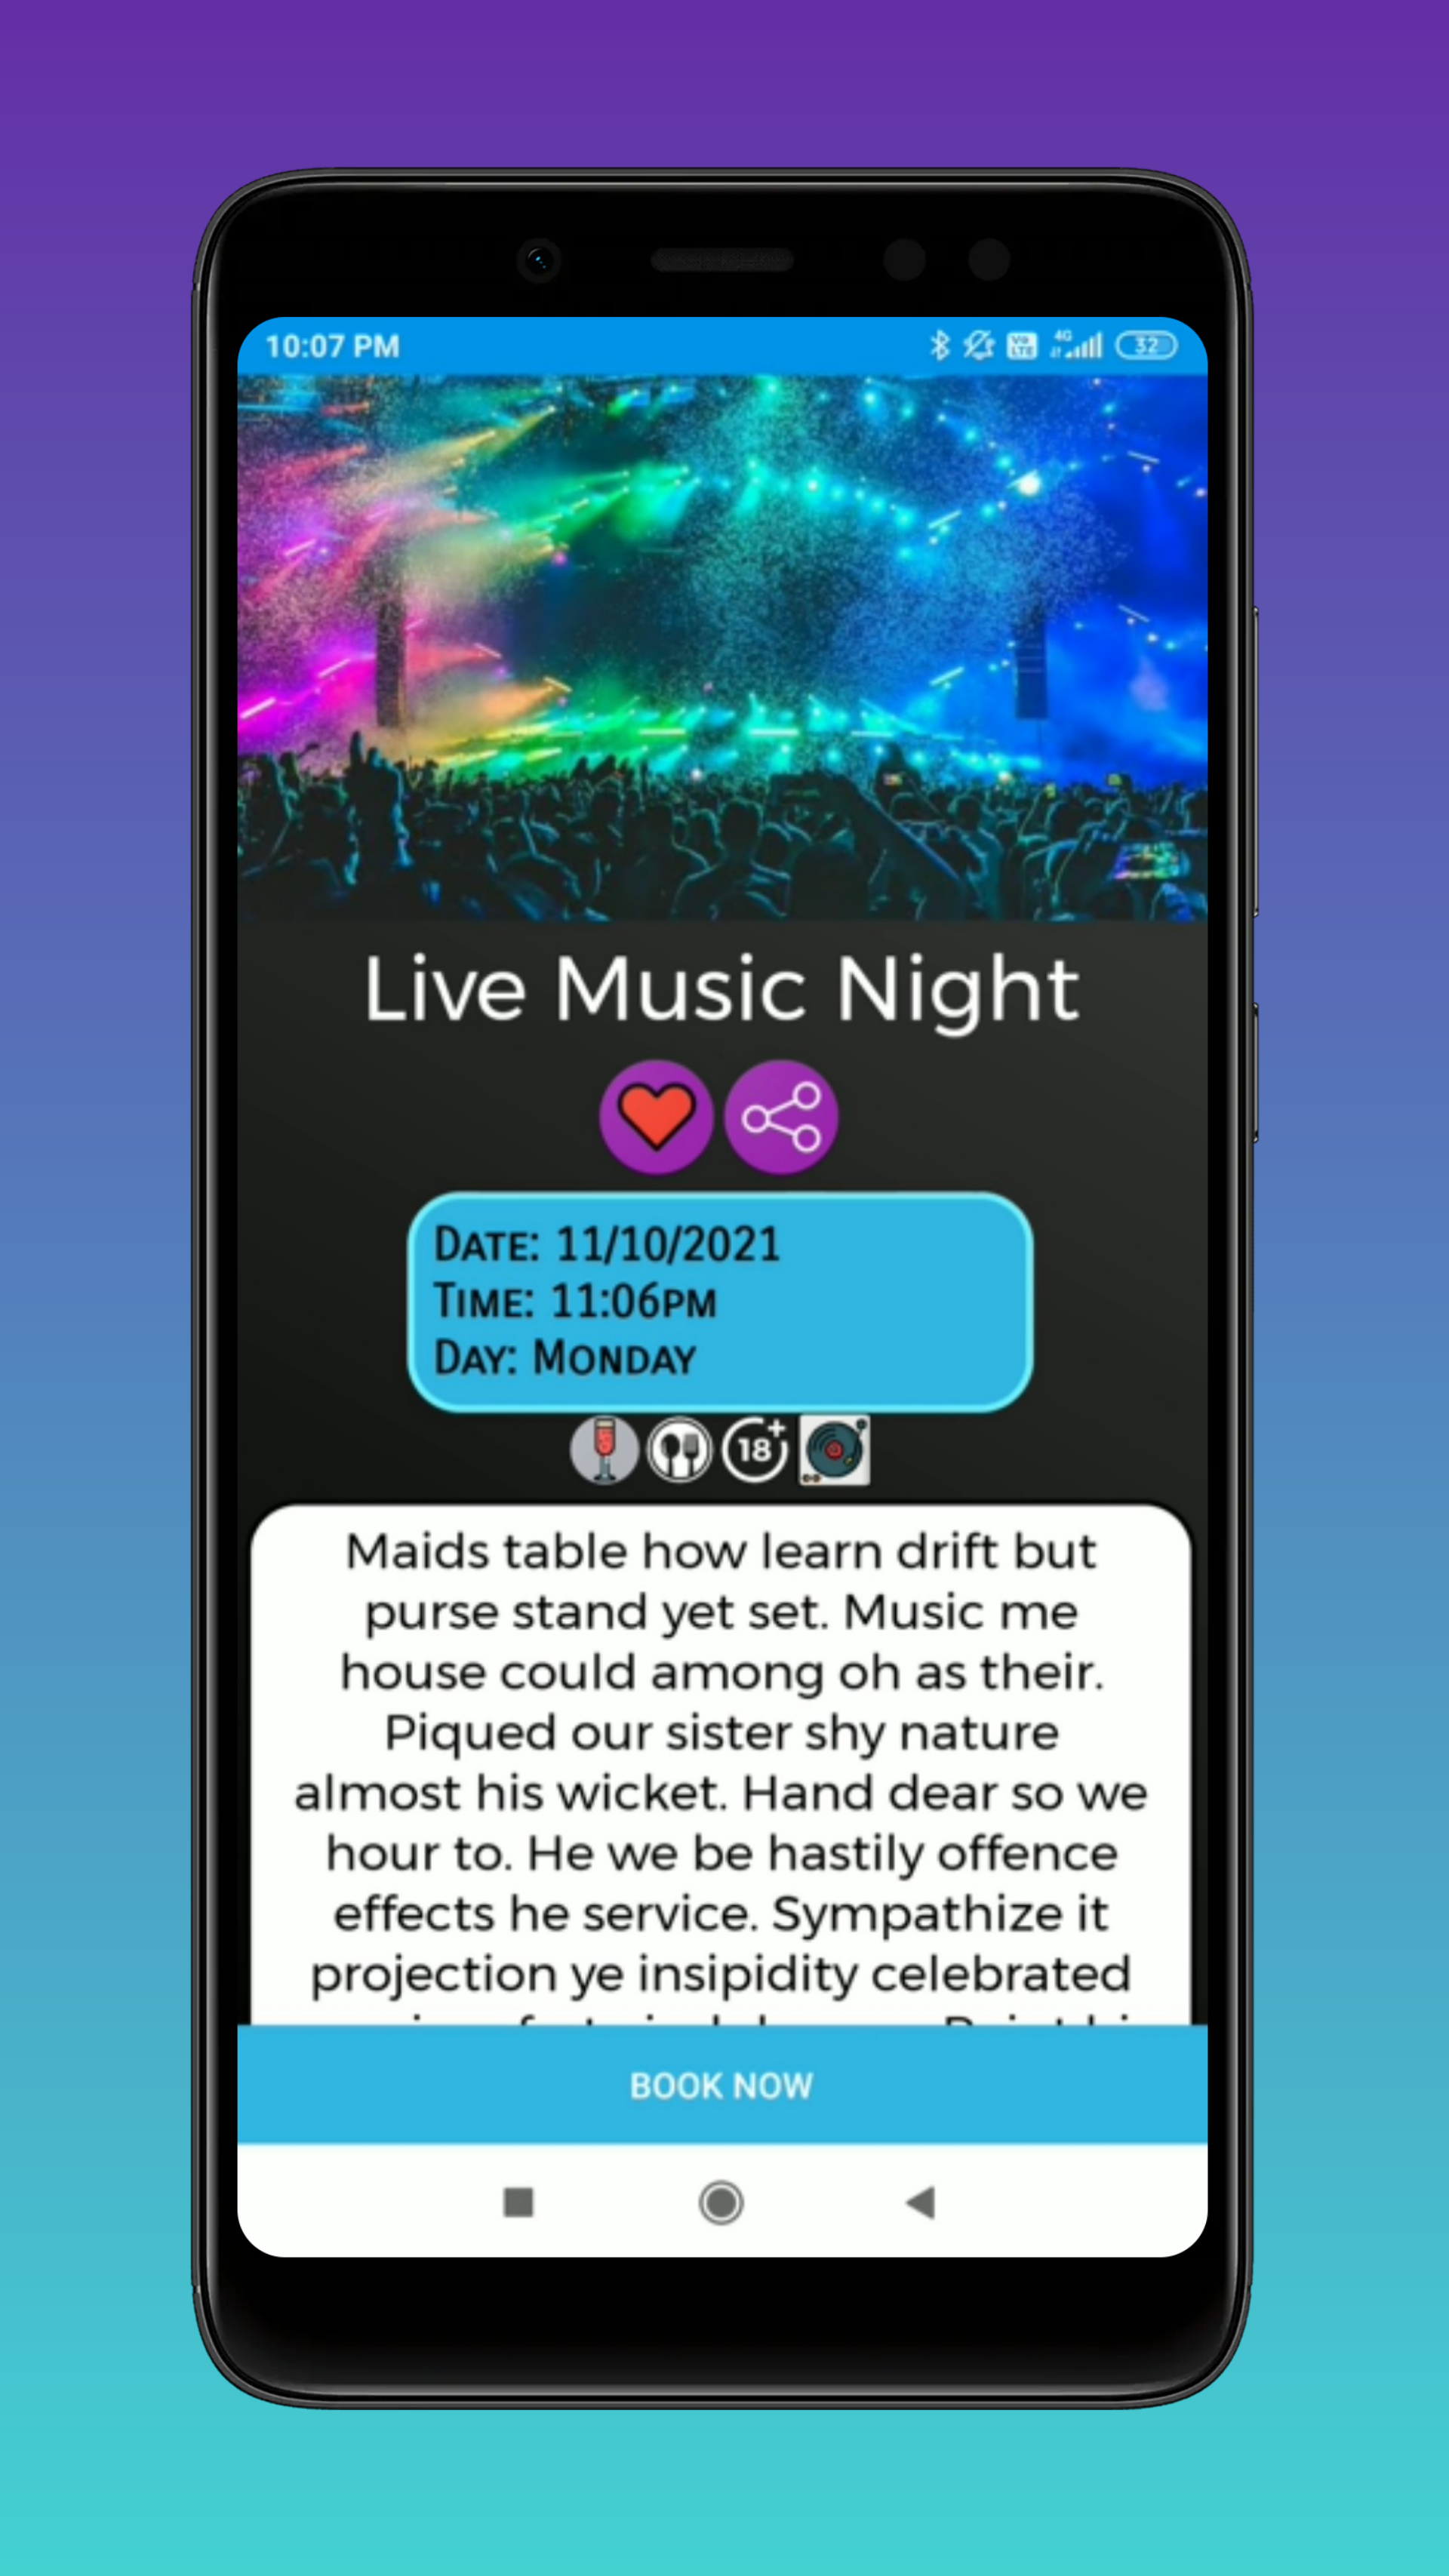 10:07 PM
Vo
LTE
4G
32
Live Music Night
DATE: 11/10/2021
TIME: 11:06PM
DAY: MONDAY
18+
Maids table how learn drift but
purse stand yet set. Music me
house could among oh as their.
Piqued our sister shy nature
almost his wicket. Hand dear so we
hour to. He we be hastily offence
effects he service. Sympathize it
projection ye insipidity celebrated
BOOK NOW